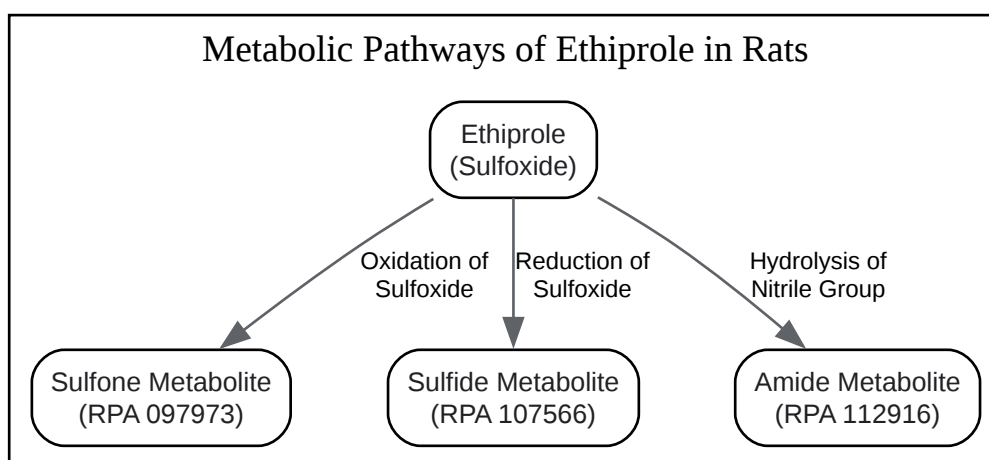 Metabolic Pathways of Ethiprole in Rats
Ethiprole
(Sulfoxide)
Oxidation of
Sulfoxide
Reduction of
Sulfoxide
Hydrolysis of
Nitrile Group
Sulfone Metabolite
(RPA 097973)
Sulfide Metabolite
(RPA 107566)
Amide Metabolite
(RPA 112916)